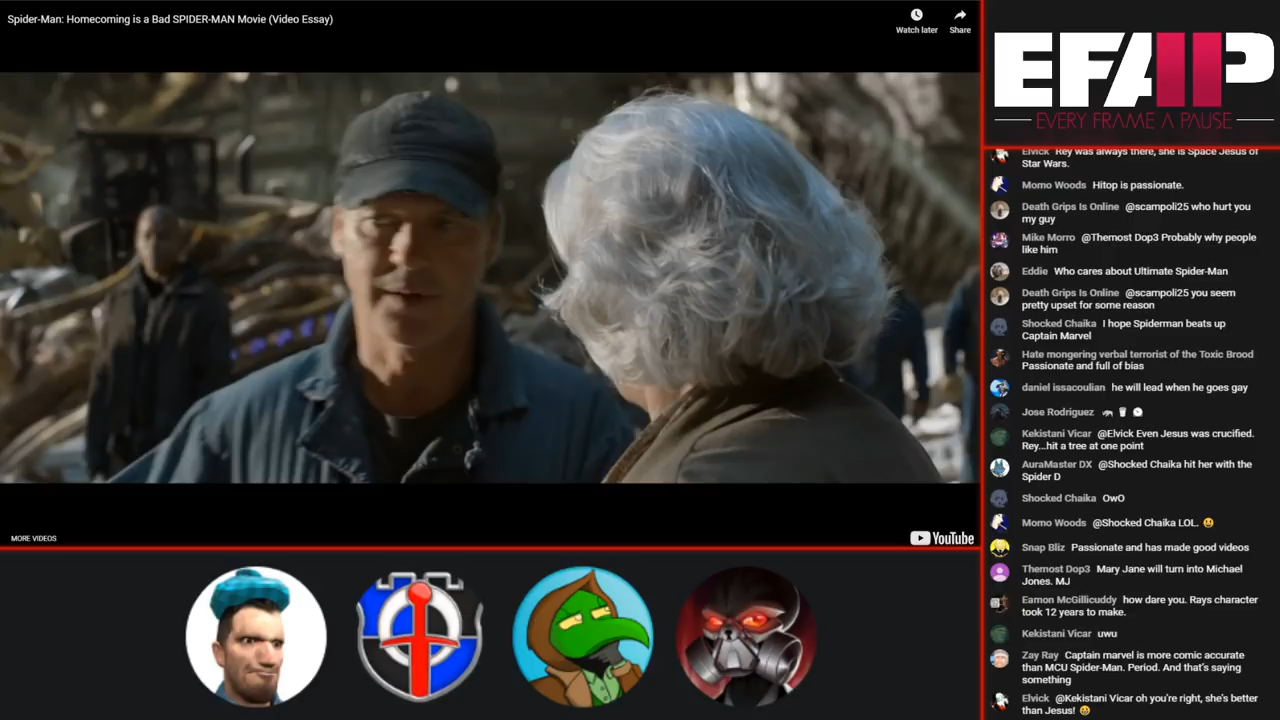 Spider-Man: Homecoming is a Bad SPIDER-MAN Movie (Video Essay)
Watch later
Share
MORE VIDEOS
YouTube
EFAP
EVERY FRAME A PAUSE
Elvick Rey was always there, she is Space Jesus of
Star Wars.
Momo Woods Hitop is passionate.
Death Grips Is Online @scampoli25 who hurt you
my guy
Mike Morro @Themost Dop3 Probably why people
like him
Eddie Who cares about Ultimate Spider-Man
Death Grips Is Online @scampoli25 you seem
pretty upset for some reason
Shocked Chaika I hope Spiderman beats up
Captain Marvel
Hate mongering verbal terrorist of the Toxic Brood
Passionate and full of bias
daniel issacoulian he will lead when he goes gay
Jose Rodriguez
Kekistani Vicar @Elvick Even Jesus was crucified.
Rey...hit a tree at one point
AuraMaster DX @Shocked Chaika hit her with the
Spider D
Shocked Chaika OwO
Momo Woods @Shocked Chaika LOL.
Snap Bliz Passionate and has made good videos
Themost Dop3 Mary Jane will turn into Michael
Jones. MJ
Eamon McGillicuddy how dare you. Rays character
took 12 years to make.
Kekistani Vicar uwu
Zay Ray Captain marvel is more comic accurate
than MCU Spider-Man. Period. And that's saying
something
Elvick @Kekistani Vicar oh you're right, she's better
than Jesus!